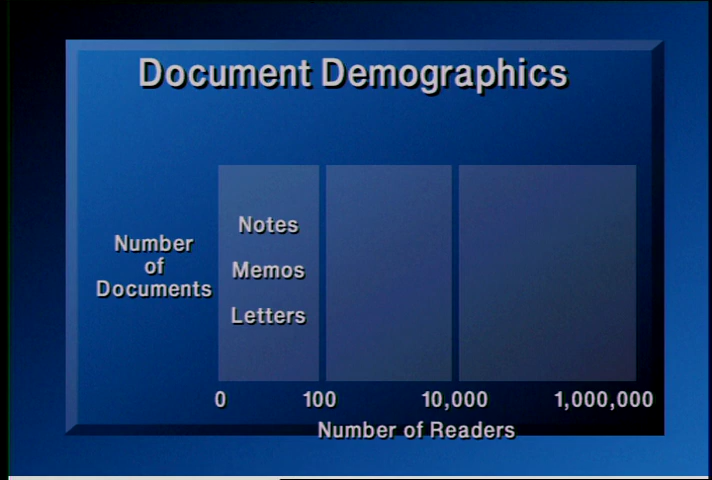 Document Demographics
Notes
Number
of
Documents
Memos
Letters
0 100 10,000 1,000,000
Number of Readers